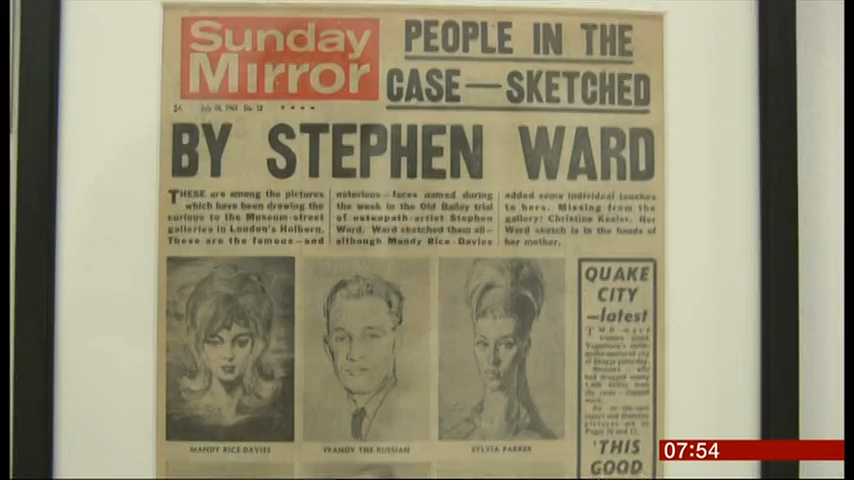 Sunday
Mirror
PEOPLE IN THE
CASE—SKETCHED
July 28, 1963 No. 18
BY STEPHEN WARD
THESE are among the pictures
which have been drawing the
curious to the Museum-street
galleries in London's Holborn.
These are the famous—and
notorious—faces named during
the week in the Old Bailey trial
of osteopath-artist Stephen
Ward. Ward sketched them all—
although Mandy Rice-Davies
added some individual touches
to hers. Missing from the
gallery: Christine Keeler. Her
Ward sketch is in the hands of
her mother.
MANDY RICE-DAVIES
IVANOV THE RUSSIAN
SYLVIA PARKER
QUAKE
CITY
—latest
'THIS
GOOD
07:54